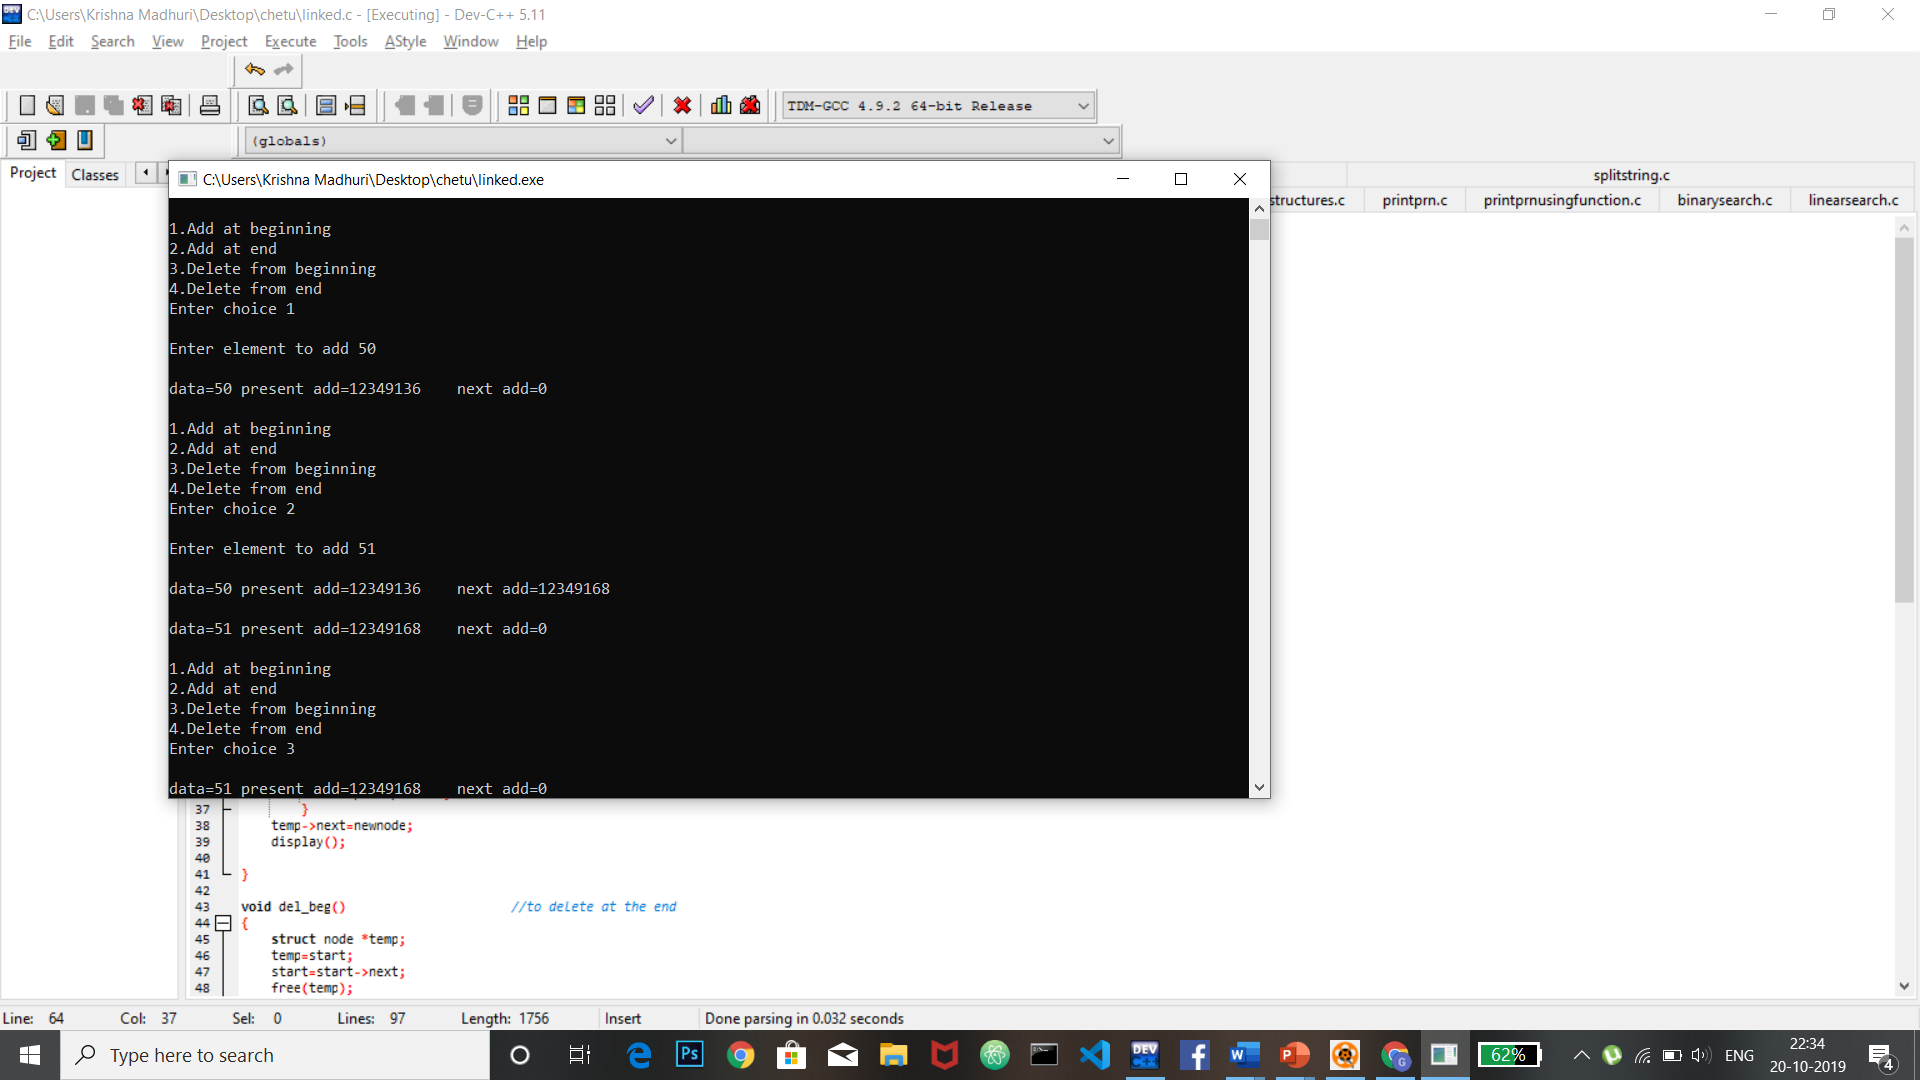 C:\Users\Krishna Madhuri\Desktop\chetu\linked.c - [Executing] - Dev-C++ 5.11
File Edit Search View Project Execute Tools AStyle Window Help
TDM-GCC 4.9.2 64-bit Release
(globals)
Project Classes
splitstring.c
structures.c printprn.c printprnusingfunction.c binarysearch.c linearsearch.c
C:\Users\Krishna Madhuri\Desktop\chetu\linked.exe
1.Add at beginning
2.Add at end
3.Delete from beginning
4.Delete from end
Enter choice 1
Enter element to add 50
data=50 present add=12349136    next add=0
1.Add at beginning
2.Add at end
3.Delete from beginning
4.Delete from end
Enter choice 2
Enter element to add 51
data=50 present add=12349136    next add=12349168
data=51 present add=12349168    next add=0
1.Add at beginning
2.Add at end
3.Delete from beginning
4.Delete from end
Enter choice 3
data=51 present add=12349168    next add=0
37 }
38 temp->next=newnode;
39 display();
40
41 }
42
43 void del_beg() //to delete at the end
44 {
45 struct node *temp;
46 temp=start;
47 start=start->next;
48 free(temp);
Line: 64 Col: 37 Sel: 0 Lines: 97 Length: 1756 Insert Done parsing in 0.032 seconds
Type here to search
62%
ENG
22:34
20-10-2019
4